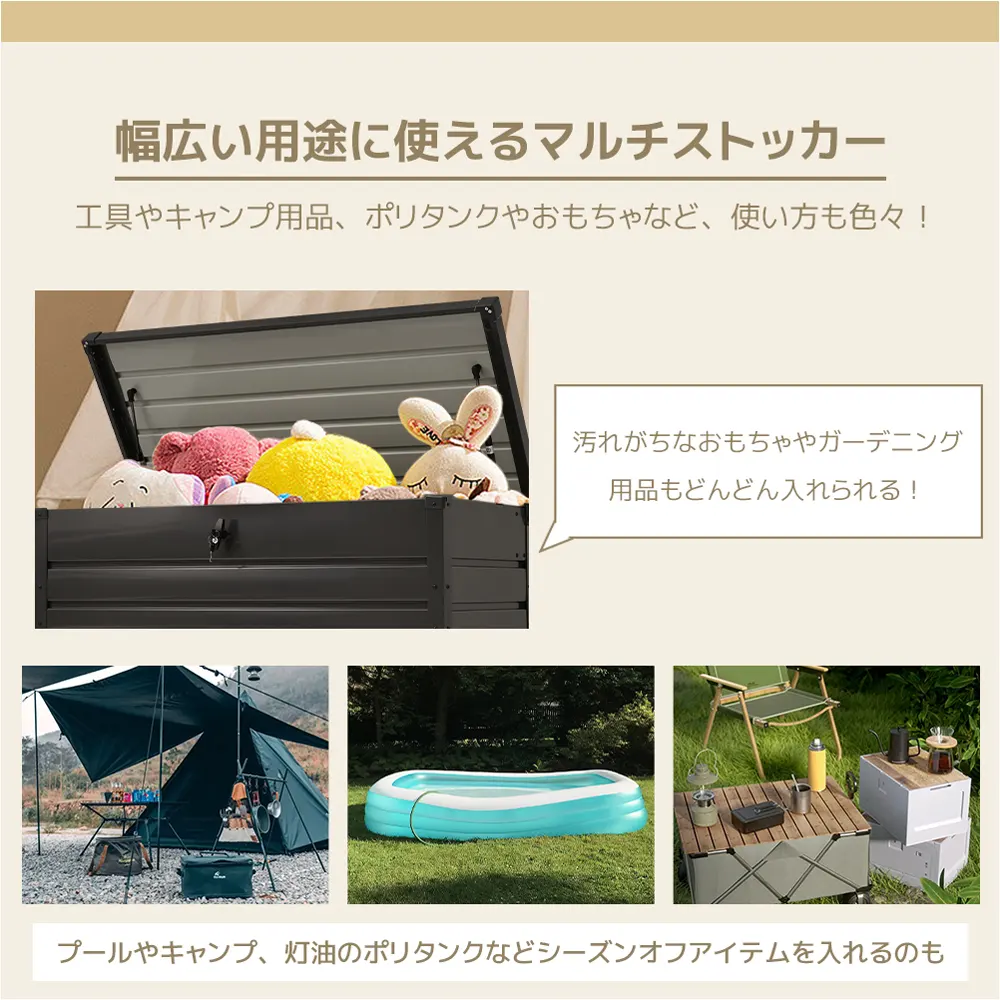 幅広い用途に使えるマルチストッカー
工具やキャンプ用品、ポリタンクやおもちゃなど、使い方も色々！
LOVE
汚れがちなおもちゃやガーデニング
用品もどんどん入れられる！
プールやキャンプ、灯油のポリタンクなどシーズンオフアイテムを入れるのも